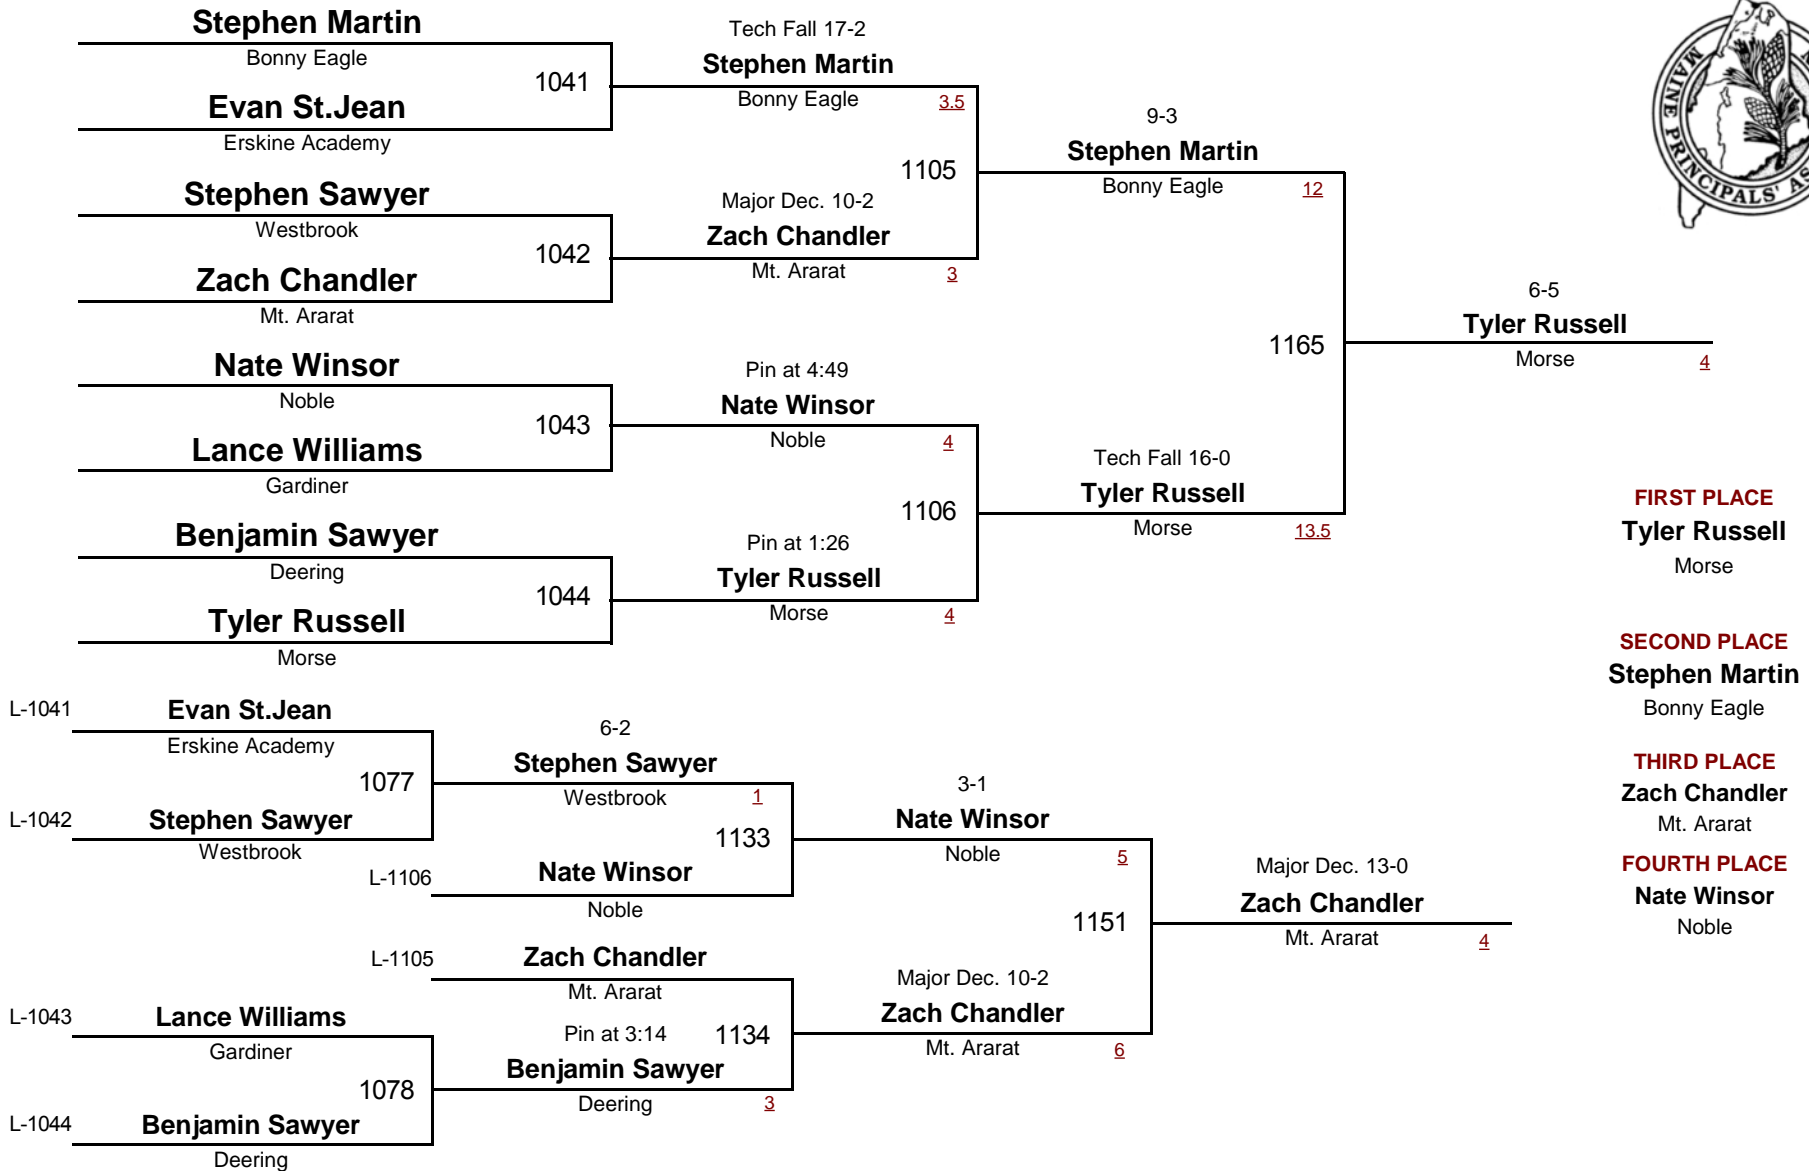 Stephen Martin
Bonny Eagle
1041
Evan St.Jean
Erskine Academy
Stephen Sawyer
Westbrook
1042
Zach Chandler
Mt. Ararat
Nate Winsor
Noble
1043
Lance Williams
Gardiner
Benjamin Sawyer
Deering
1044
Tyler Russell
Morse
Tech Fall 17-2
Stephen Martin
Bonny Eagle
3.5
1105
Major Dec. 10-2
Zach Chandler
Mt. Ararat
3
Pin at 4:49
Nate Winsor
Noble
4
1106
Pin at 1:26
Tyler Russell
Morse
4
9-3
Stephen Martin
Bonny Eagle
12
1165
Tech Fall 16-0
Tyler Russell
Morse
13.5
6-5
Tyler Russell
Morse
4
MAINE PRINCIPALS' AS
FIRST PLACE
Tyler Russell
Morse
SECOND PLACE
Stephen Martin
Bonny Eagle
THIRD PLACE
Zach Chandler
Mt. Ararat
FOURTH PLACE
Nate Winsor
Noble
L-1041
Evan St.Jean
Erskine Academy
1077
L-1042
Stephen Sawyer
Westbrook
6-2
Stephen Sawyer
Westbrook
1
1133
L-1106
Nate Winsor
Noble
L-1105
Zach Chandler
Mt. Ararat
1134
Pin at 3:14
Benjamin Sawyer
Deering
3
L-1043
Lance Williams
Gardiner
1078
L-1044
Benjamin Sawyer
Deering
3-1
Nate Winsor
Noble
5
1151
Major Dec. 10-2
Zach Chandler
Mt. Ararat
6
Major Dec. 13-0
Zach Chandler
Mt. Ararat
4